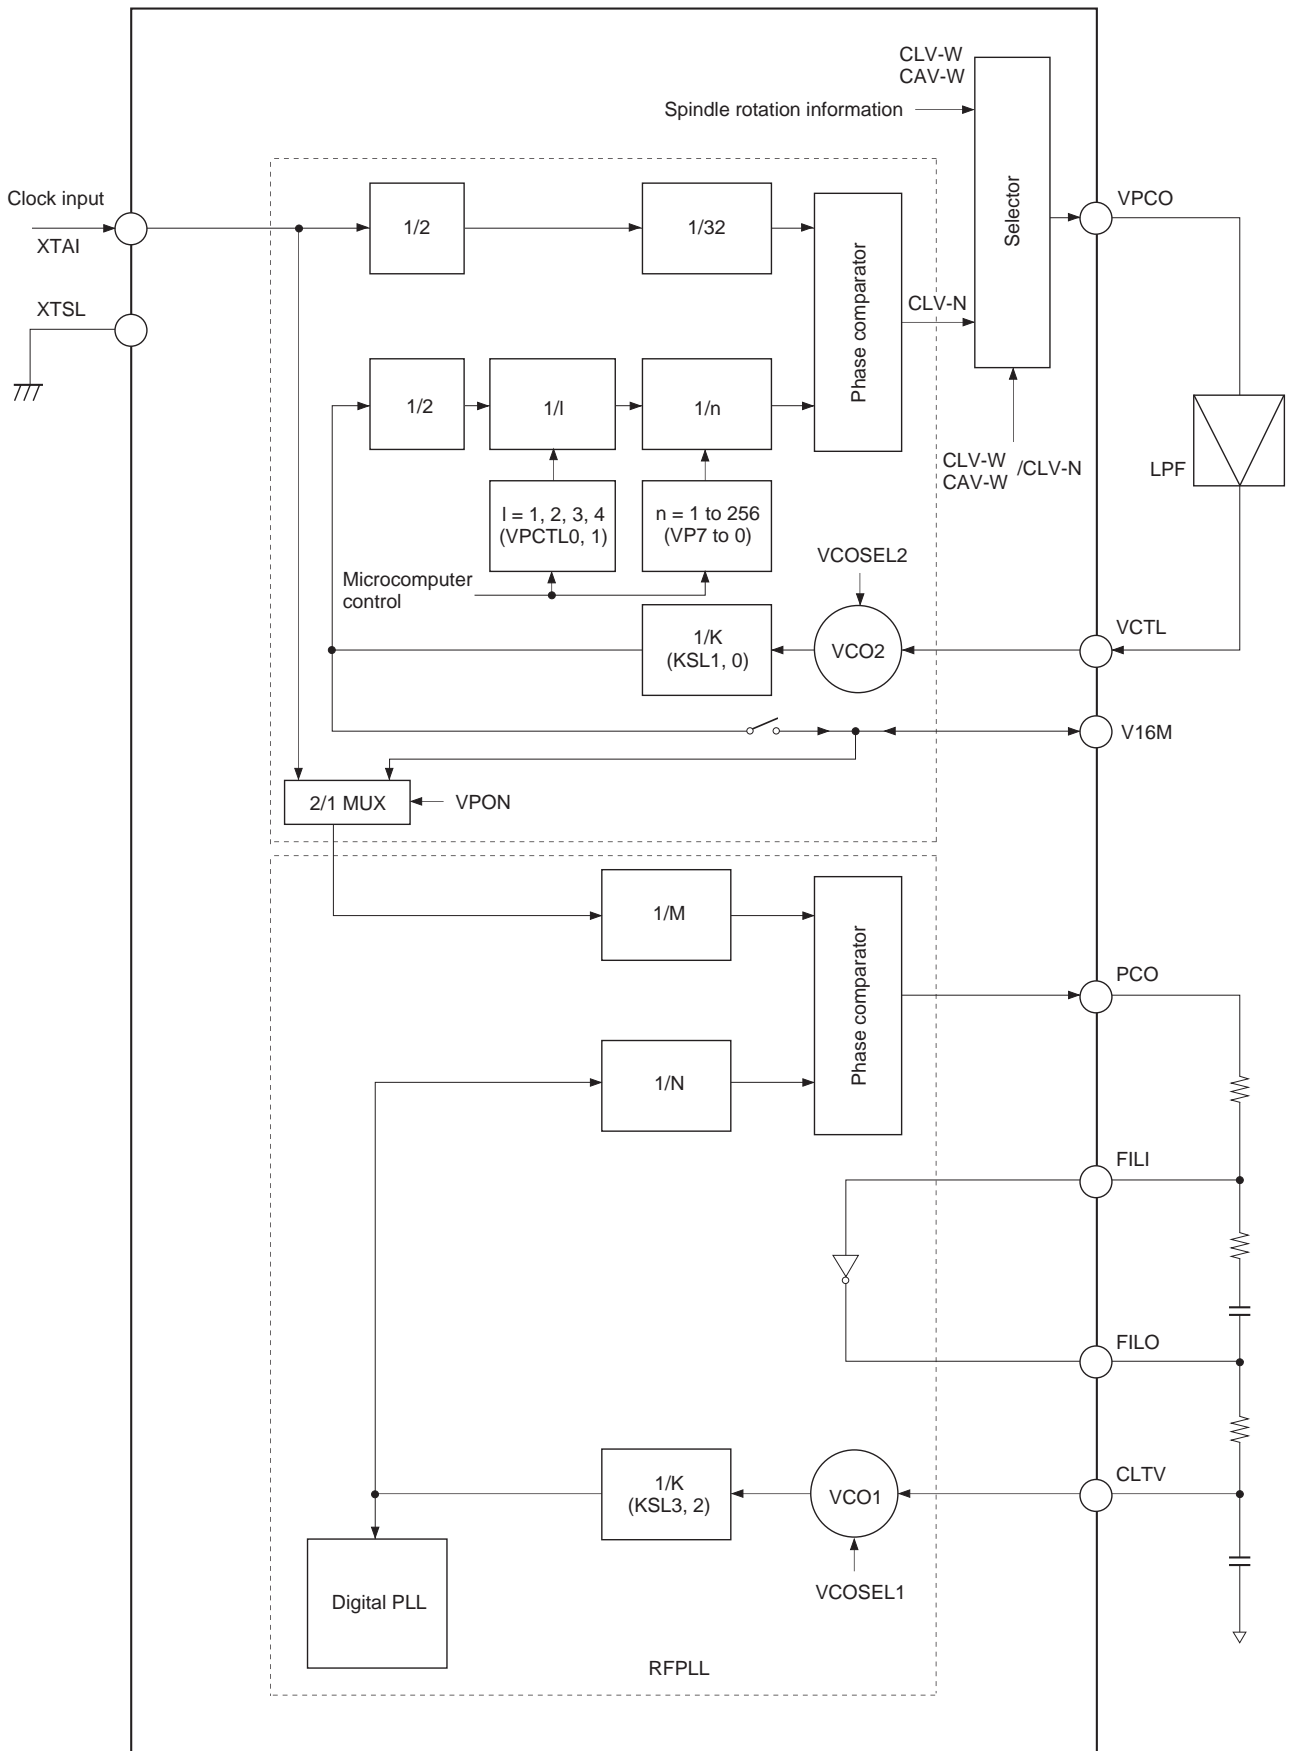 CLV-W
CAV-W
Spindle rotation information
Clock input
XTAI
XTSL
1/2
1/32
Phase comparator
Selector
VPCO
CLV-N
1/2
1/l
1/n
CLV-W
CAV-W
/CLV-N
LPF
l = 1, 2, 3, 4
(VPCTL0, 1)
n = 1 to 256
(VP7 to 0)
Microcomputer
control
VCOSEL2
1/K
(KSL1, 0)
VCO2
VCTL
V16M
2/1 MUX
VPON
1/M
Phase comparator
PCO
1/N
FILI
FILO
1/K
(KSL3, 2)
VCO1
CLTV
VCOSEL1
Digital PLL
RFPLL